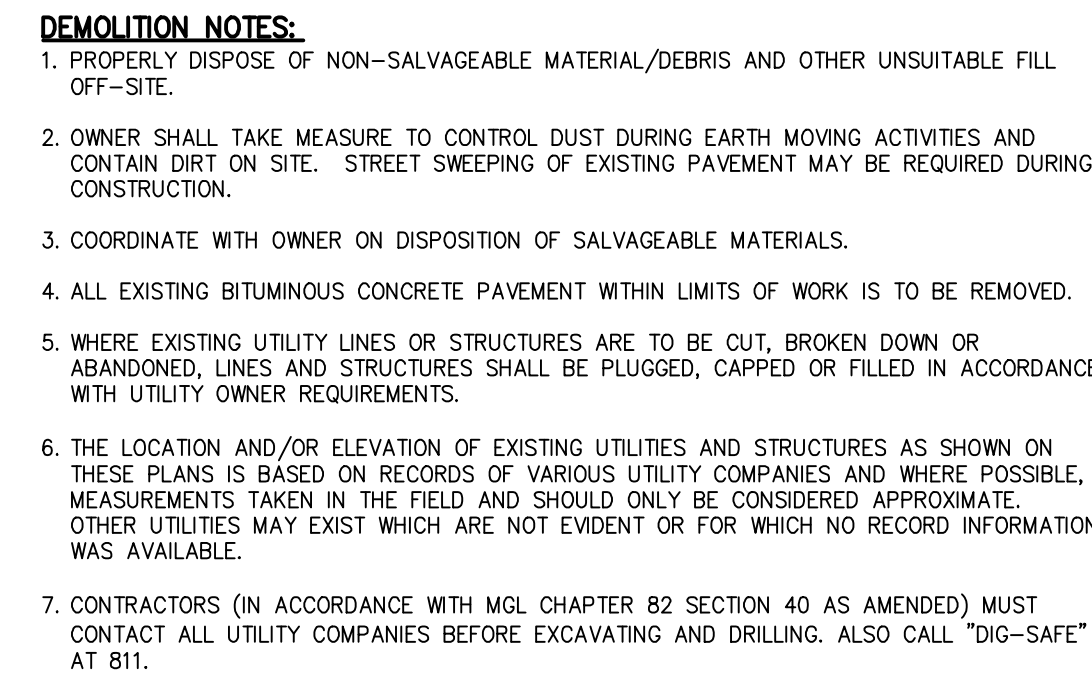 DEMOLITION NOTES:
1. PROPERLY DISPOSE OF NON-SALVAGEABLE MATERIAL/DEBRIS AND OTHER UNSUITABLE FILL
OFF-SITE.
2. OWNER SHALL TAKE MEASURE TO CONTROL DUST DURING EARTH MOVING ACTIVITIES AND
CONTAIN DIRT ON SITE. STREET SWEEPING OF EXISTING PAVEMENT MAY BE REQUIRED DURING
CONSTRUCTION.
3. COORDINATE WITH OWNER ON DISPOSITION OF SALVAGEABLE MATERIALS.
4. ALL EXISTING BITUMINOUS CONCRETE PAVEMENT WITHIN LIMITS OF WORK IS TO BE REMOVED.
5. WHERE EXISTING UTILITY LINES OR STRUCTURES ARE TO BE CUT, BROKEN DOWN OR
ABANDONED, LINES AND STRUCTURES SHALL BE PLUGGED, CAPPED OR FILLED IN ACCORDANCE
WITH UTILITY OWNER REQUIREMENTS.
6. THE LOCATION AND/OR ELEVATION OF EXISTING UTILITIES AND STRUCTURES AS SHOWN ON
THESE PLANS IS BASED ON RECORDS OF VARIOUS UTILITY COMPANIES AND WHERE POSSIBLE,
MEASUREMENTS TAKEN IN THE FIELD AND SHOULD ONLY BE CONSIDERED APPROXIMATE.
OTHER UTILITIES MAY EXIST WHICH ARE NOT EVIDENT OR FOR WHICH NO RECORD INFORMATION
WAS AVAILABLE.
7. CONTRACTORS (IN ACCORDANCE WITH MGL CHAPTER 82 SECTION 40 AS AMENDED) MUST
CONTACT ALL UTILITY COMPANIES BEFORE EXCAVATING AND DRILLING. ALSO CALL "DIG-SAFE"
AT 811.